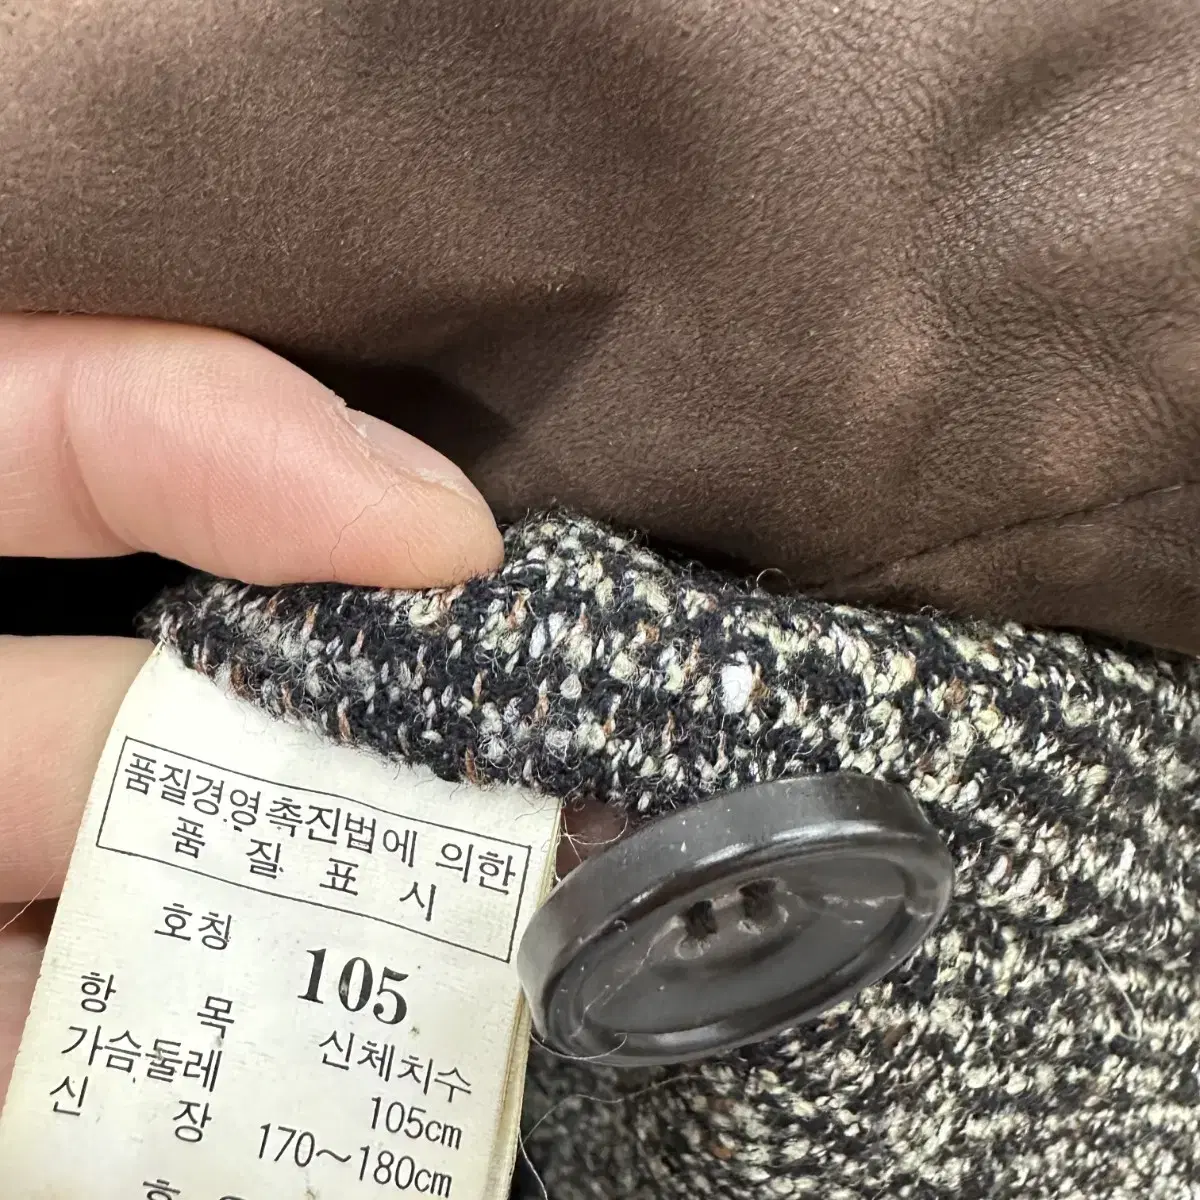 품질경영촉진법에 의한
품 질 표 시
호칭 105
항 목 신체치수
가슴둘레 105cm
신 장 170~180cm